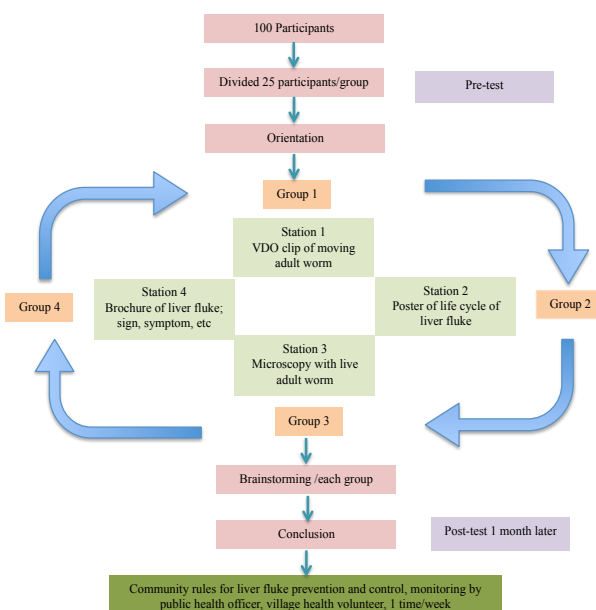 100 Participants
Divided 25 participants/group
Pre-test
Orientation
Group 1
Station 1
VDO clip of moving
adult worm
Station 4
Brochure of liver fluke;
sign, symptom, etc
Station 2
Poster of life cycle of
liver fluke
Group 4
Group 2
Station 3
Microscopy with live
adult worm
Group 3
Brainstorming /each group
Conclusion
Post-test 1 month later
Community rules for liver fluke prevention and control, monitoring by
public health officer, village health volunteer, 1 time/week